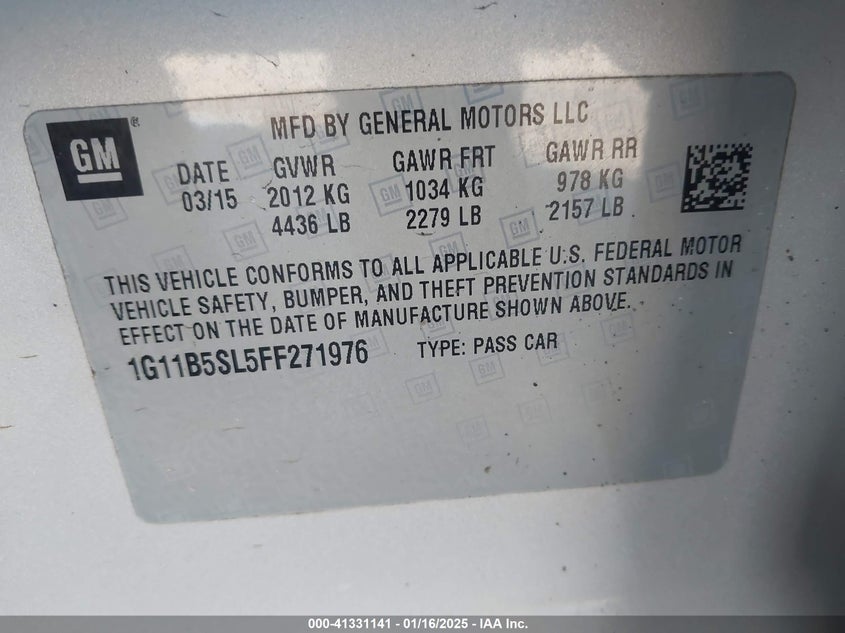 GM
MFD BY GENERAL MOTORS LLC
DATE GVWR GAWR FRT GAWR RR
03/15 2012 KG 1034 KG 978 KG
4436 LB 2279 LB 2157 LB
THIS VEHICLE CONFORMS TO ALL APPLICABLE U.S. FEDERAL MOTOR
VEHICLE SAFETY, BUMPER, AND THEFT PREVENTION STANDARDS IN
EFFECT ON THE DATE OF MANUFACTURE SHOWN ABOVE.
1G11B5SL5FF271976 TYPE: PASS CAR
000-41331141 - 01/16/2025 - IAA Inc.